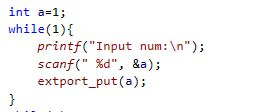 int a=1;
while(1){
printf("Input num:\n");
scanf(" %d", &a);
extport_put(a);
}